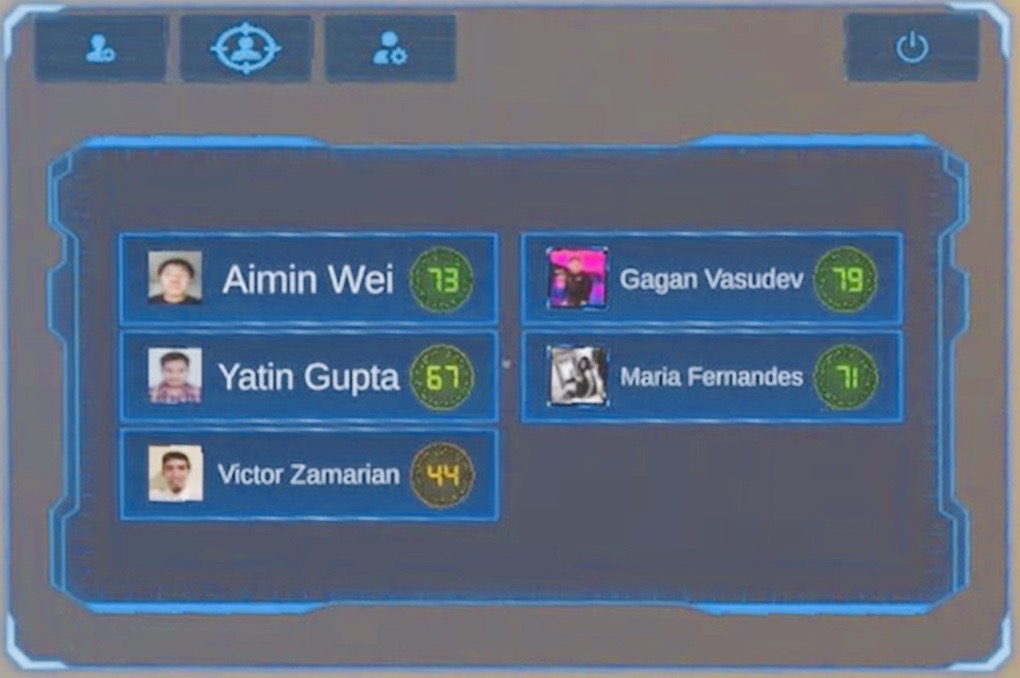 Aimin Wei 73
Gagan Vasudev 79
Yatin Gupta 67
Maria Fernandes 71
Victor Zamarian 44